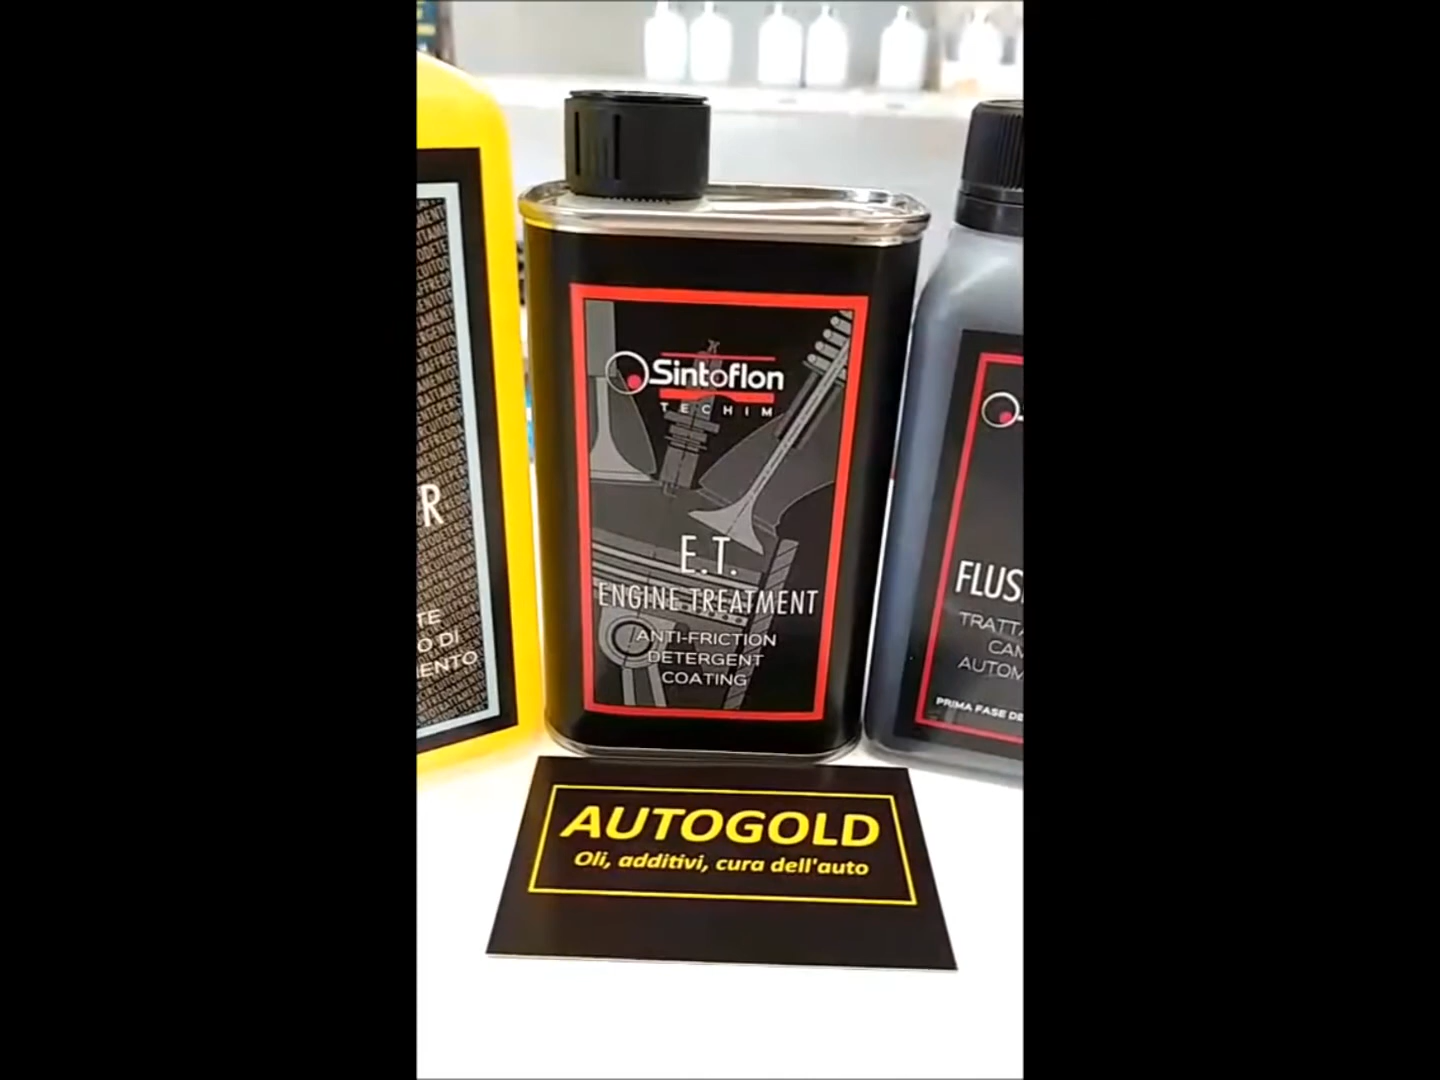 Sintoflon
TECHIM
E.T.
ENGINE TREATMENT
ANTI-FRICTION
DETERGENT
COATING
R
TE
O DI
ENTO
FLUS
TRATTA
CAM
AUTOM
PRIMA FASE DE
AUTOGOLD
Oli, additivi, cura dell'auto